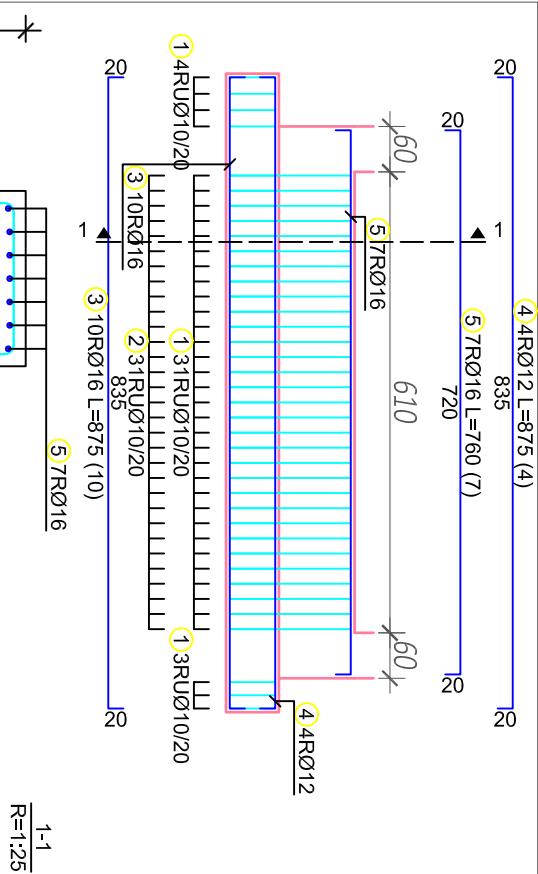 ④ 4RØ12 L=875 (4)
20 835 20
⑤ 7RØ16 L=760 (7)
20 720 20
1 1
60 610 60
⑤ 7RØ16
④ 4RØ12
③ 10RØ16
① 4RUØ10/20
① 31RUØ10/20
① 3RUØ10/20
② 31RUØ10/20
20 835 20
③ 10RØ16 L=875 (10)
⑤ 7RØ16
1-1
R=1:25